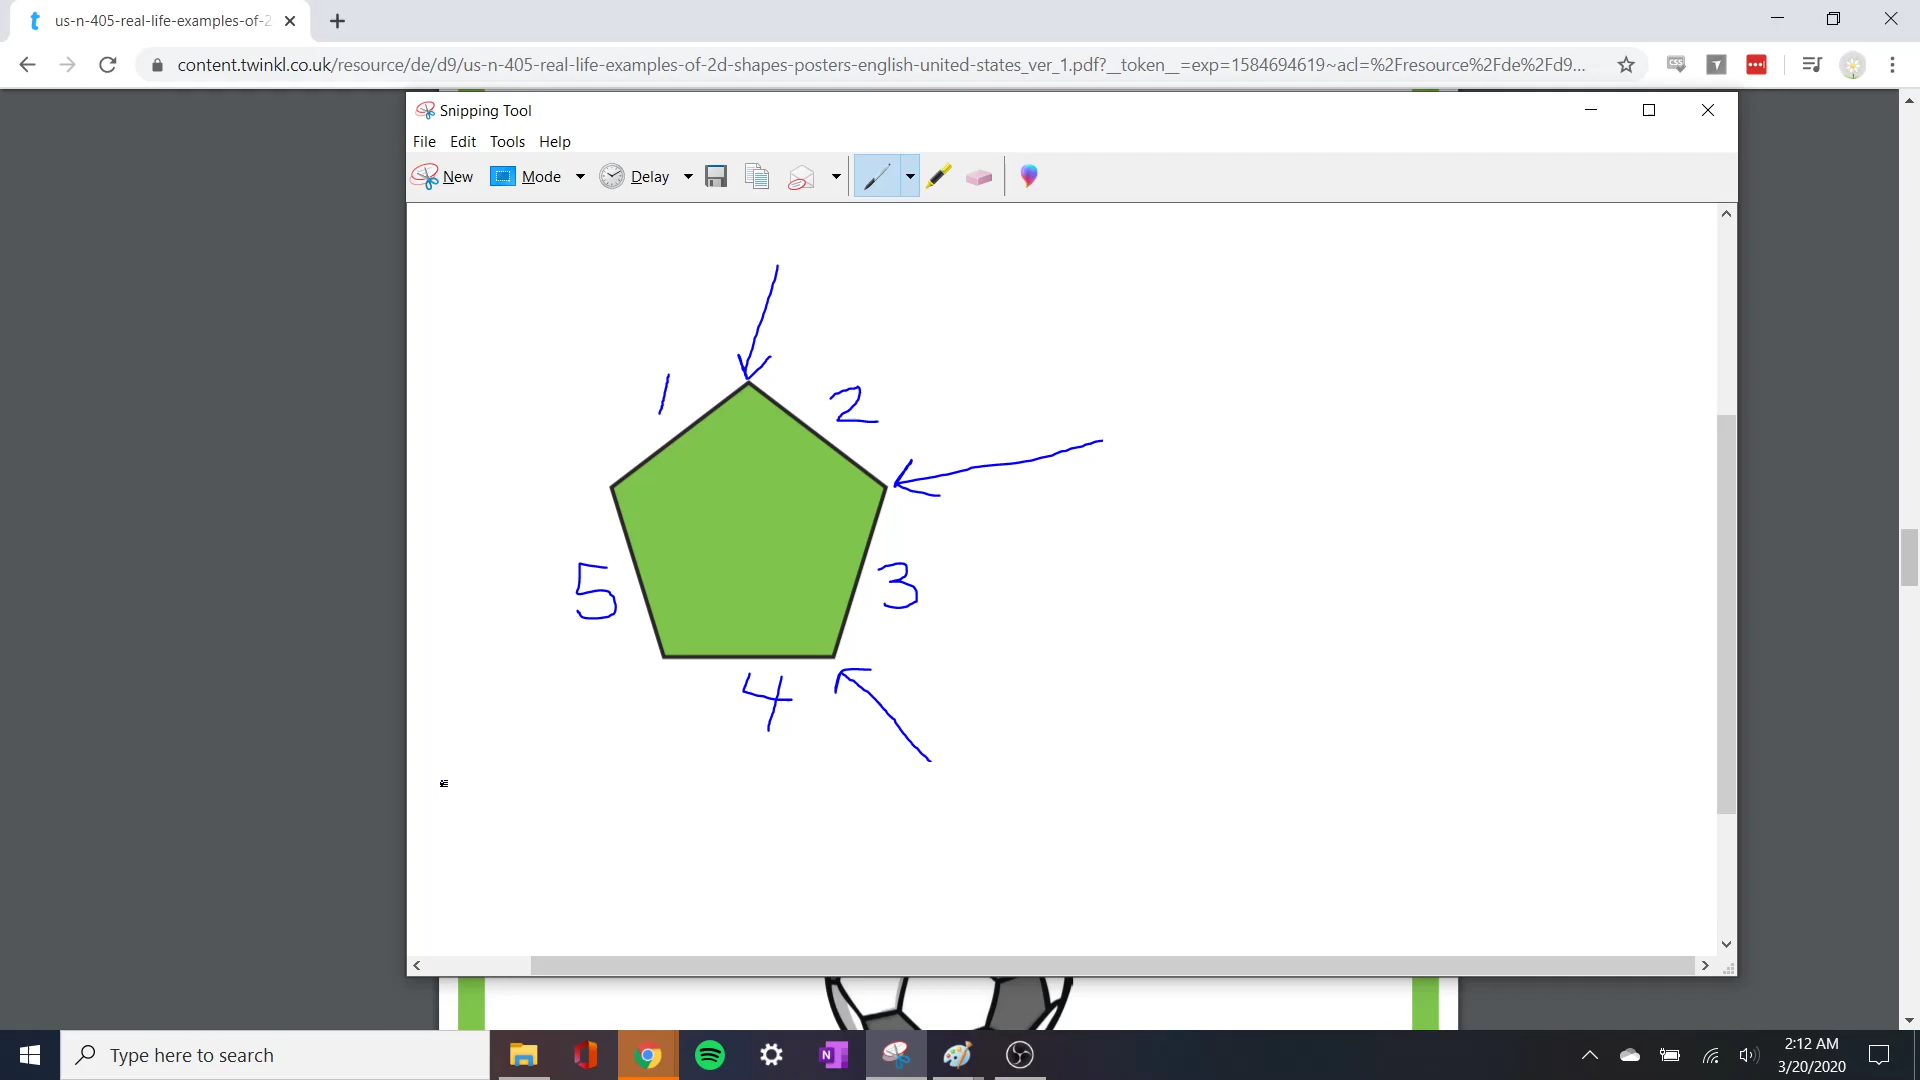 us-n-405-real-life-examples-of-2
content.twinkl.co.uk/resource/de/d9/us-n-405-real-life-examples-of-2d-shapes-posters-english-united-states_ver_1.pdf?__token__=exp=1584694619~acl=%2Fresource%2Fde%2Fd9...
CSS
Snipping Tool
File Edit Tools Help
New Mode Delay
1
2
5
3
4
Type here to search
N
2:12 AM
3/20/2020